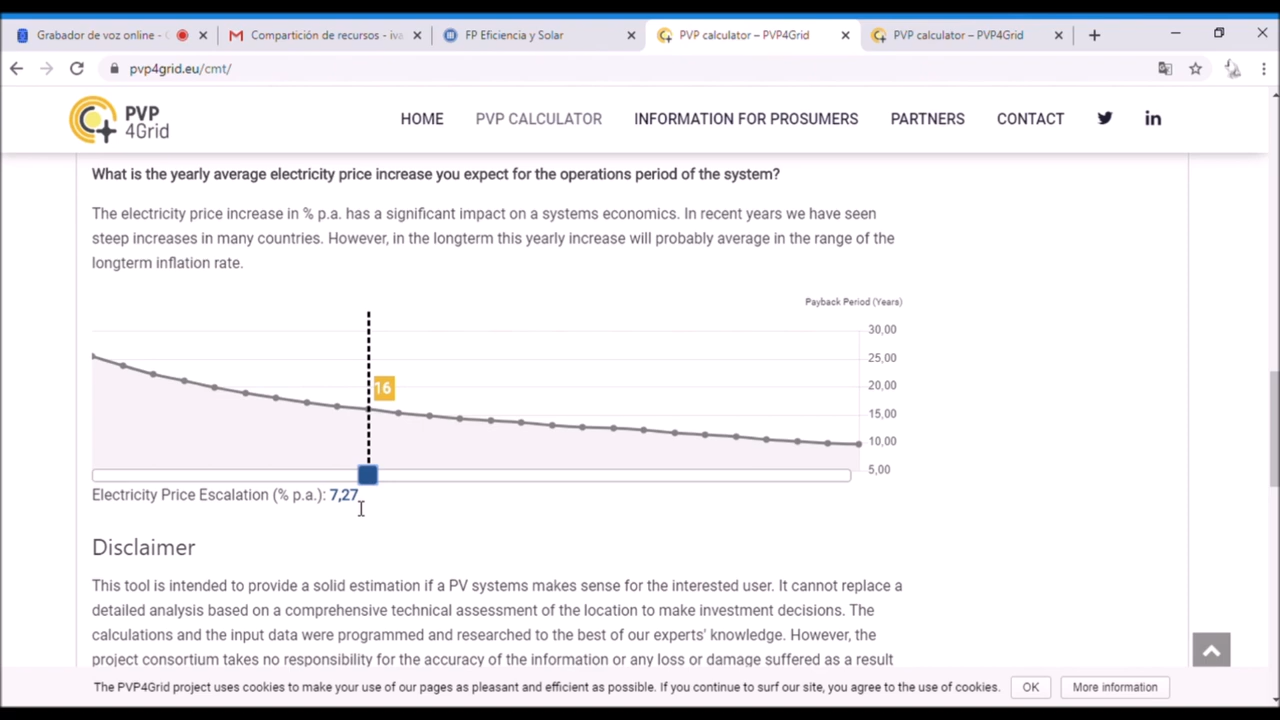 Grabador de voz online -
Compartición de recursos - iva
FP Eficiencia y Solar
PVP calculator – PVP4Grid
PVP calculator – PVP4Grid
pvp4grid.eu/cmt/
PVP
4Grid
HOME
PVP CALCULATOR
INFORMATION FOR PROSUMERS
PARTNERS
CONTACT
What is the yearly average electricity price increase you expect for the operations period of the system?
The electricity price increase in % p.a. has a significant impact on a systems economics. In recent years we have seen
steep increases in many countries. However, in the longterm this yearly increase will probably average in the range of the
longterm inflation rate.
Payback Period (Years)
30,00
25,00
20,00
15,00
10,00
5,00
16
Electricity Price Escalation (% p.a.): 7,27
Disclaimer
This tool is intended to provide a solid estimation if a PV systems makes sense for the interested user. It cannot replace a
detailed analysis based on a comprehensive technical assessment of the location to make investment decisions. The
calculations and the input data were programmed and researched to the best of our experts' knowledge. However, the
project consortium takes no responsibility for the accuracy of the information or any loss or damage suffered as a result
The PVP4Grid project uses cookies to make your use of our pages as pleasant and efficient as possible. If you continue to surf our site, you agree to the use of cookies.
OK
More information